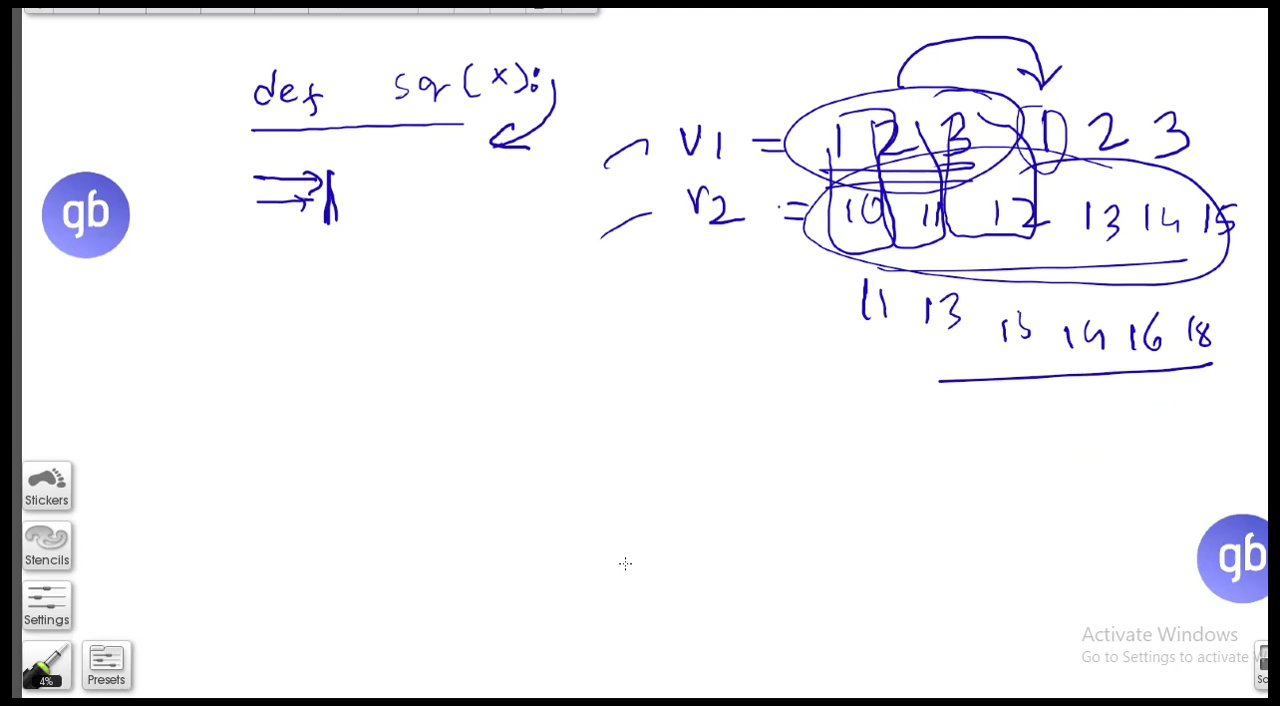 def sqr(x):
V1 = 1 2 3 1 2 3
V2 = 10 11 12 13 14 15
11 13 15 14 16 18
gb
gb
Stickers
Stencils
Settings
4%
Presets
Activate Windows
Go to Settings to activate W